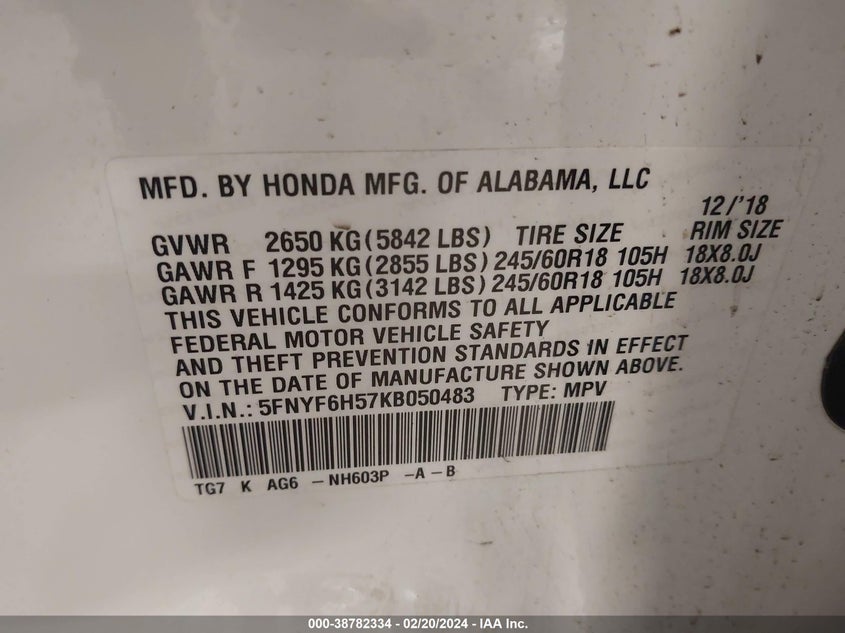 MFD. BY HONDA MFG. OF ALABAMA, LLC
12/'18
GVWR 2650 KG (5842 LBS) TIRE SIZE RIM SIZE
GAWR F 1295 KG (2855 LBS) 245/60R18 105H 18X8.0J
GAWR R 1425 KG (3142 LBS) 245/60R18 105H 18X8.0J
THIS VEHICLE CONFORMS TO ALL APPLICABLE
FEDERAL MOTOR VEHICLE SAFETY
AND THEFT PREVENTION STANDARDS IN EFFECT
ON THE DATE OF MANUFACTURE SHOWN ABOVE.
V.I.N.: 5FNYF6H57KB050483 TYPE: MPV
TG7 K AG6 – NH603P –A – B
000-38782334 - 02/20/2024 - IAA Inc.